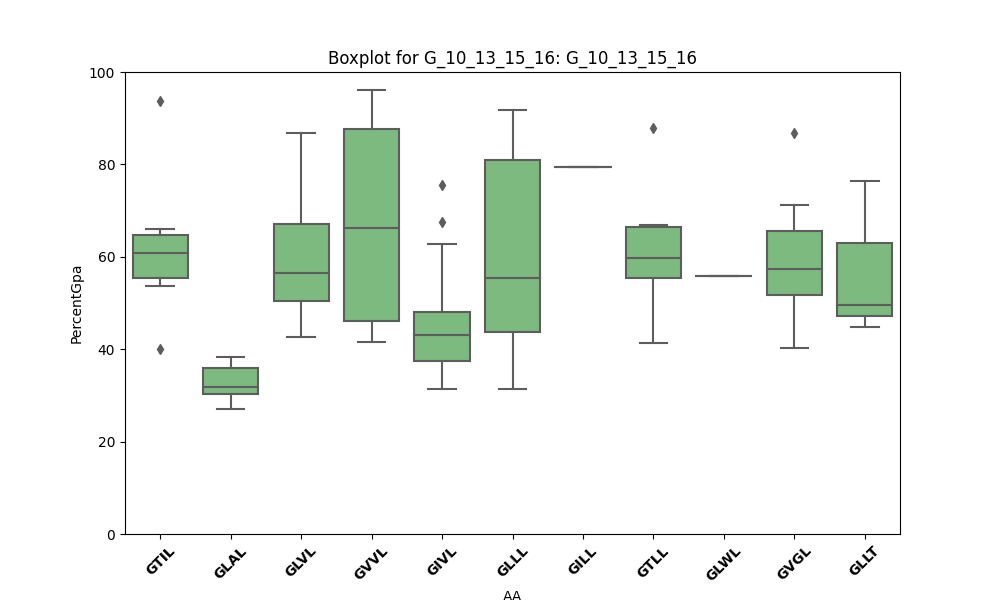 Boxplot for G_10_13_15_16: G_10_13_15_16
100
80
60
40
20
0
PercentGpa
GTIL
GLAL
GLVL
GVVL
GIVL
GLLL
GILL
GTLL
GLWL
GVGL
GLLT
AA